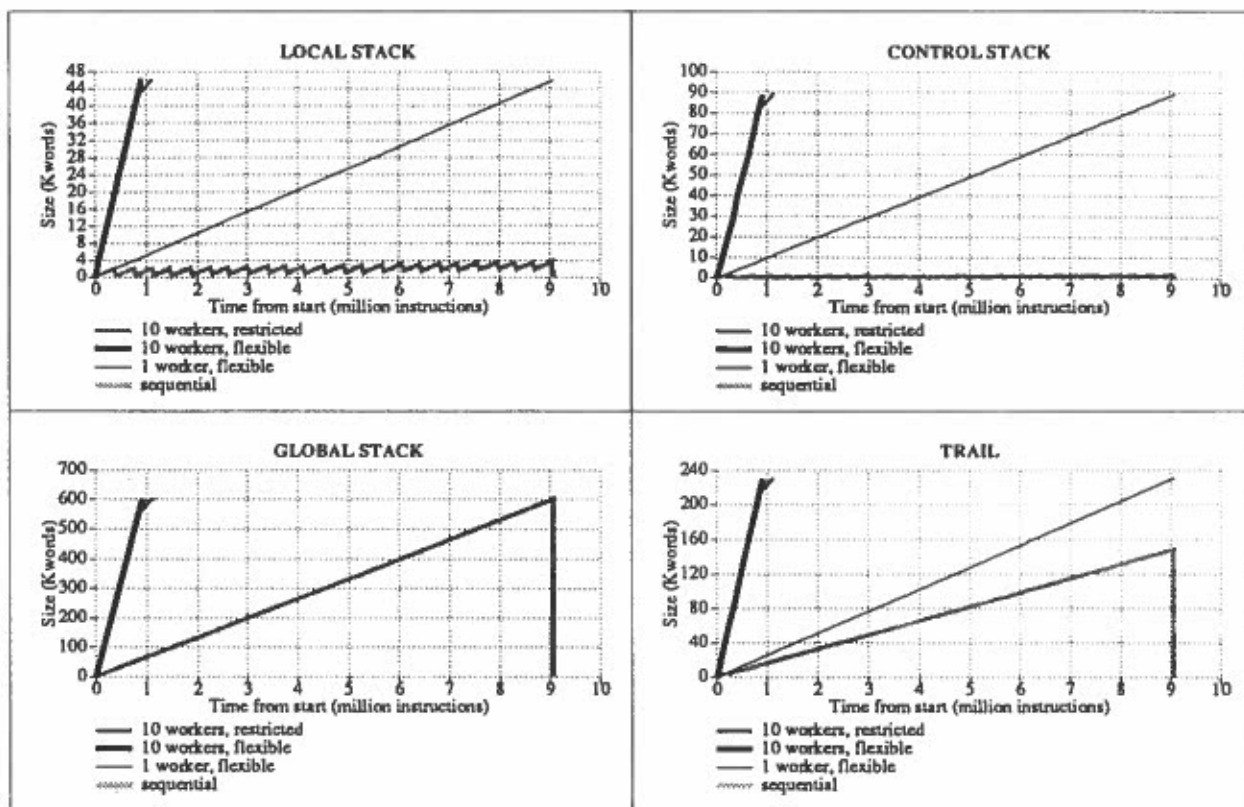 LOCAL STACK
Size (Kwords)
48
44
40
36
32
28
24
20
16
12
8
4
0
0 1 2 3 4 5 6 7 8 9 10
Time from start (million instructions)
10 workers, restricted
10 workers, flexible
1 worker, flexible
sequential
CONTROL STACK
Size (Kwords)
100
90
80
70
60
50
40
30
20
10
0
0 1 2 3 4 5 6 7 8 9 10
Time from start (million instructions)
10 workers, restricted
10 workers, flexible
1 worker, flexible
sequential
GLOBAL STACK
Size (Kwords)
700
600
500
400
300
200
100
0
0 1 2 3 4 5 6 7 8 9 10
Time from start (million instructions)
10 workers, restricted
10 workers, flexible
1 worker, flexible
sequential
TRAIL
Size (Kwords)
240
200
160
120
80
40
0
0 1 2 3 4 5 6 7 8 9 10
Time from start (million instructions)
10 workers, restricted
10 workers, flexible
1 worker, flexible
sequential